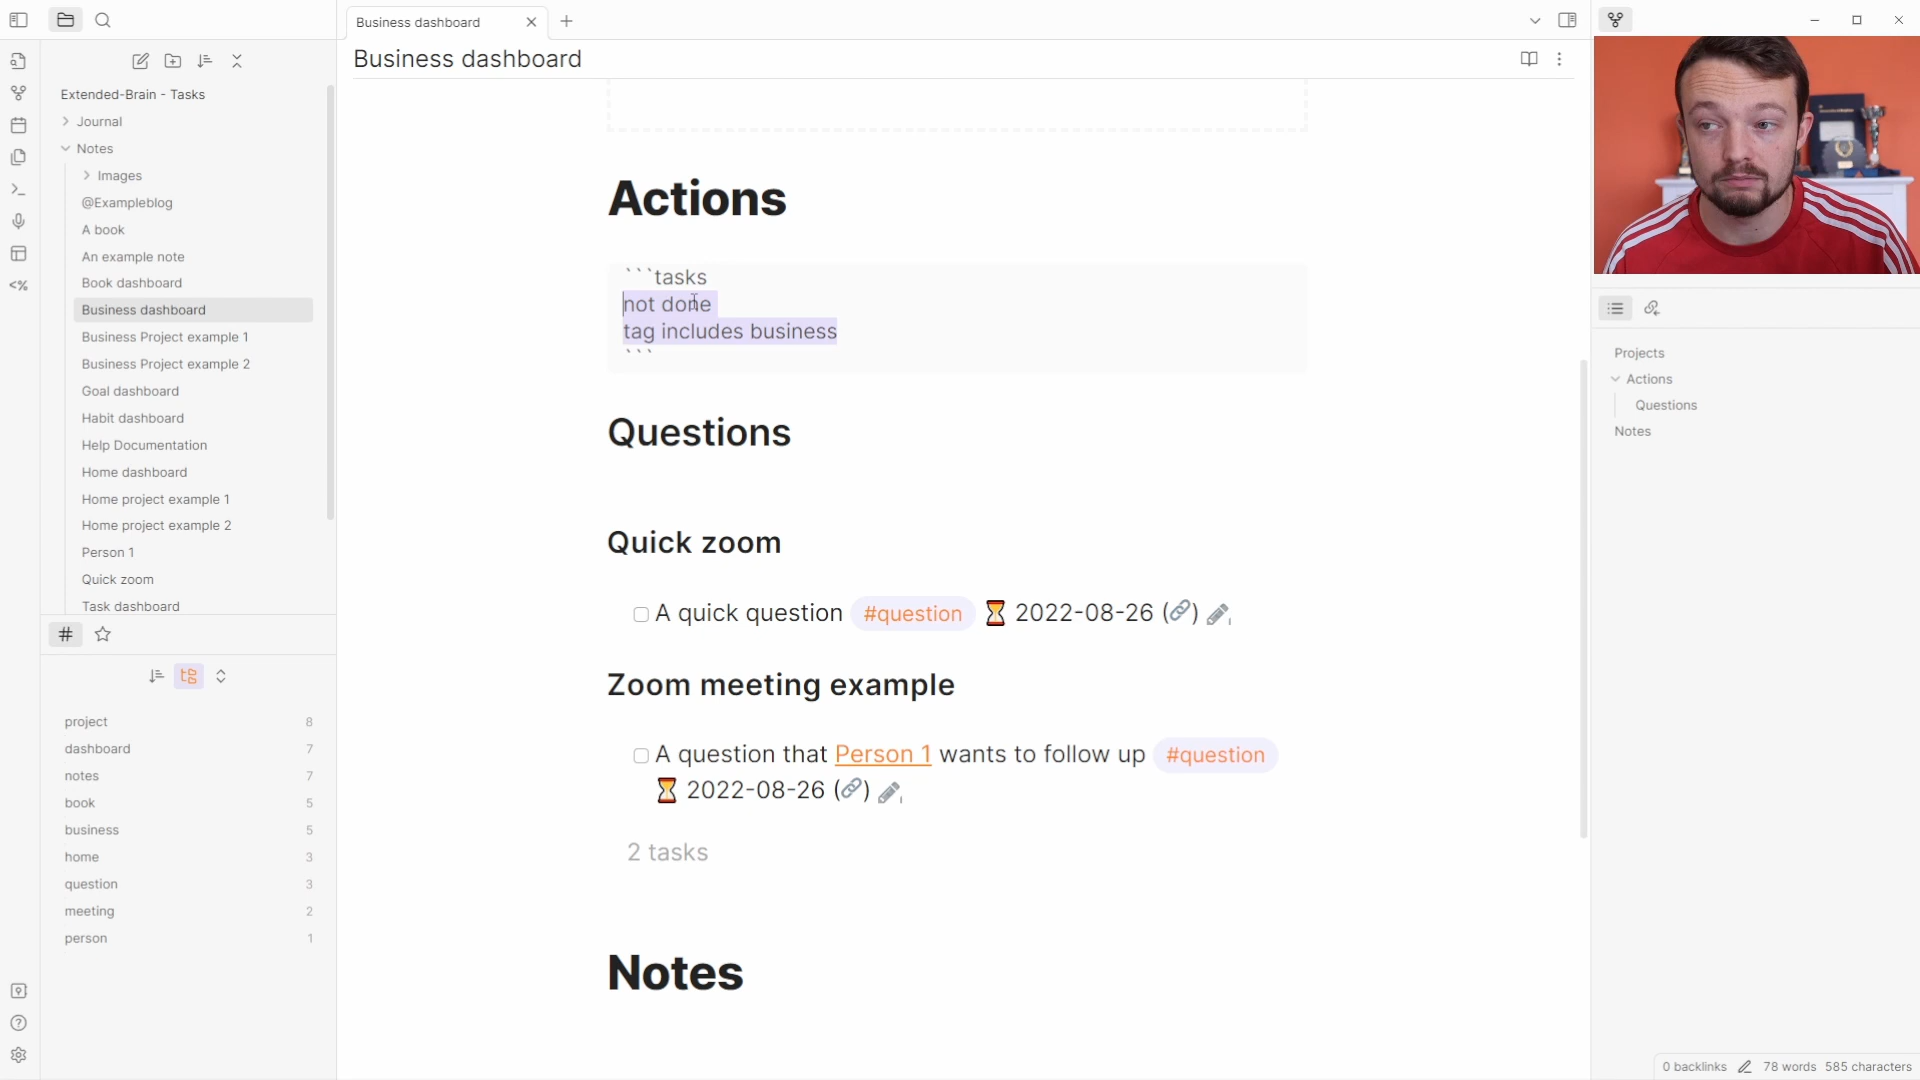 Business dashboard
Business dashboard
Extended-Brain - Tasks
Journal
Notes
Images
@Exampleblog
A book
An example note
Book dashboard
Business dashboard
Business Project example 1
Business Project example 2
Goal dashboard
Habit dashboard
Help Documentation
Home dashboard
Home project example 1
Home project example 2
Person 1
Quick zoom
Task dashboard
project 8
dashboard 7
notes 7
book 5
business 5
home 3
question 3
meeting 2
person 1
Actions
```tasks
not done
tag includes business
```
Questions
Quick zoom
A quick question #question ⏳ 2022-08-26 (🔗)
Zoom meeting example
A question that Person 1 wants to follow up #question
⏳ 2022-08-26 (🔗)
2 tasks
Notes
Projects
Actions
Questions
Notes
0 backlinks 78 words 585 characters